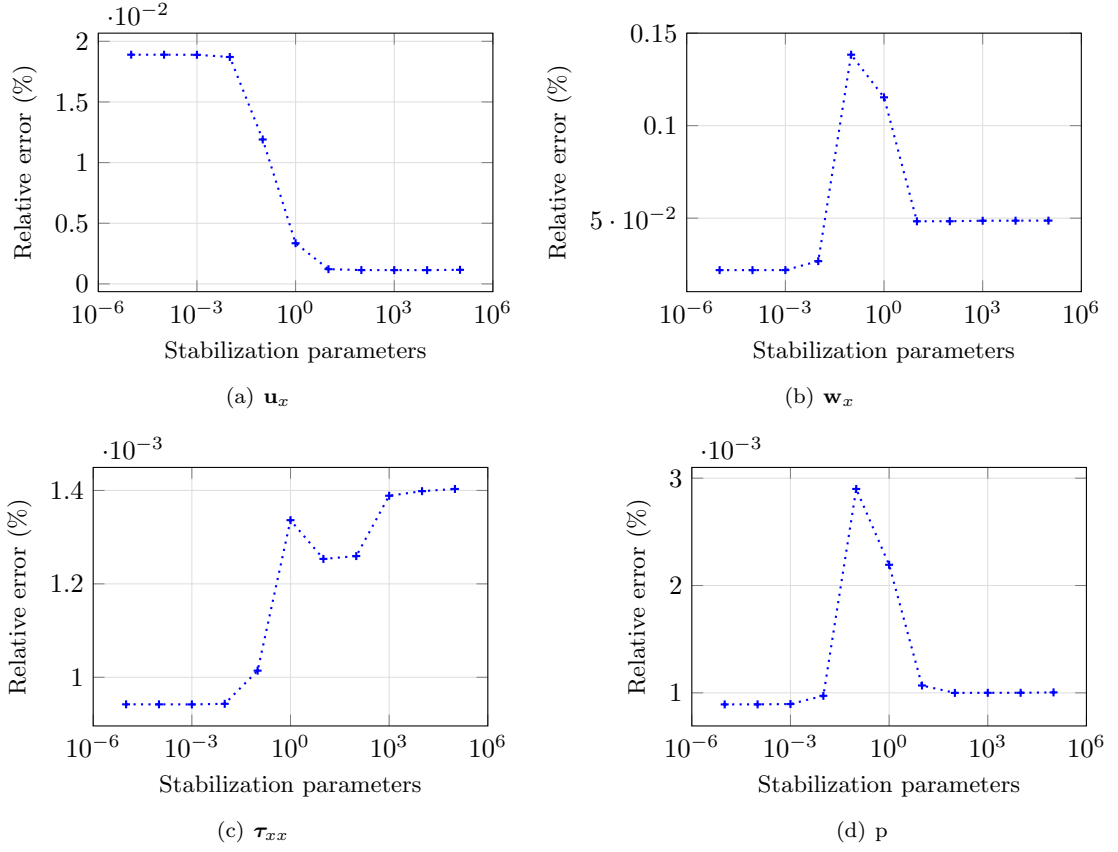 ·10⁻²
2
1.5
1
0.5
0
Relative error (%)
10⁻⁶ 10⁻³ 10⁰ 10³ 10⁶
Stabilization parameters
(a) uₓ
0.15
0.1
5 · 10⁻²
Relative error (%)
10⁻⁶ 10⁻³ 10⁰ 10³ 10⁶
Stabilization parameters
(b) wₓ
·10⁻³
1.4
1.2
1
Relative error (%)
10⁻⁶ 10⁻³ 10⁰ 10³ 10⁶
Stabilization parameters
(c) τₓₓ
·10⁻³
3
2
1
Relative error (%)
10⁻⁶ 10⁻³ 10⁰ 10³ 10⁶
Stabilization parameters
(d) p